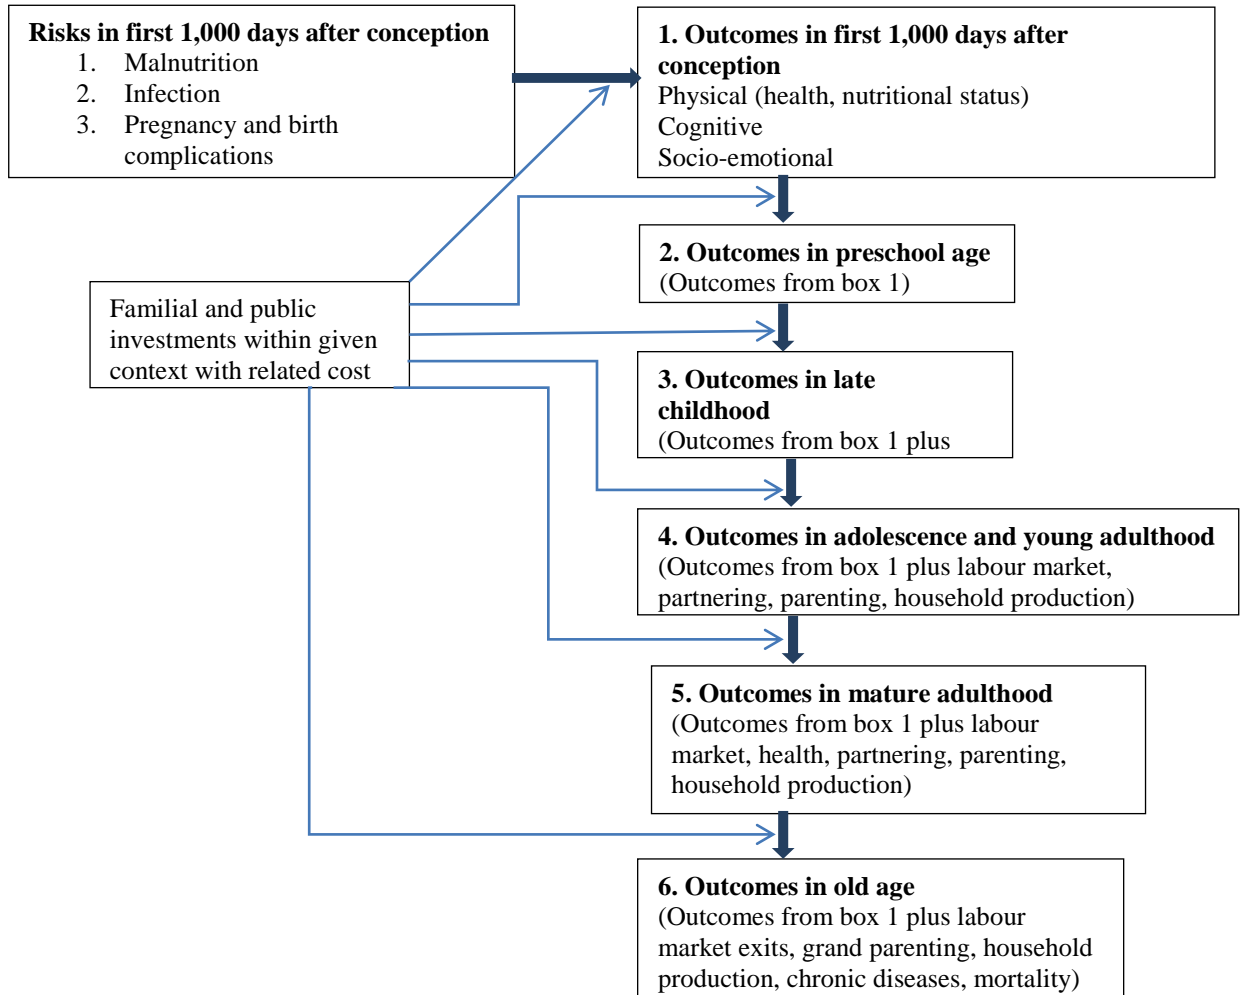 Risks in first 1,000 days after conception
1. Malnutrition
2. Infection
3. Pregnancy and birth
complications
1. Outcomes in first 1,000 days after
conception
Physical (health, nutritional status)
Cognitive
Socio-emotional
2. Outcomes in preschool age
(Outcomes from box 1)
Familial and public
investments within given
context with related cost
3. Outcomes in late
childhood
(Outcomes from box 1 plus
4. Outcomes in adolescence and young adulthood
(Outcomes from box 1 plus labour market,
partnering, parenting, household production)
5. Outcomes in mature adulthood
(Outcomes from box 1 plus labour
market, health, partnering, parenting,
household production)
6. Outcomes in old age
(Outcomes from box 1 plus labour
market exits, grand parenting, household
production, chronic diseases, mortality)